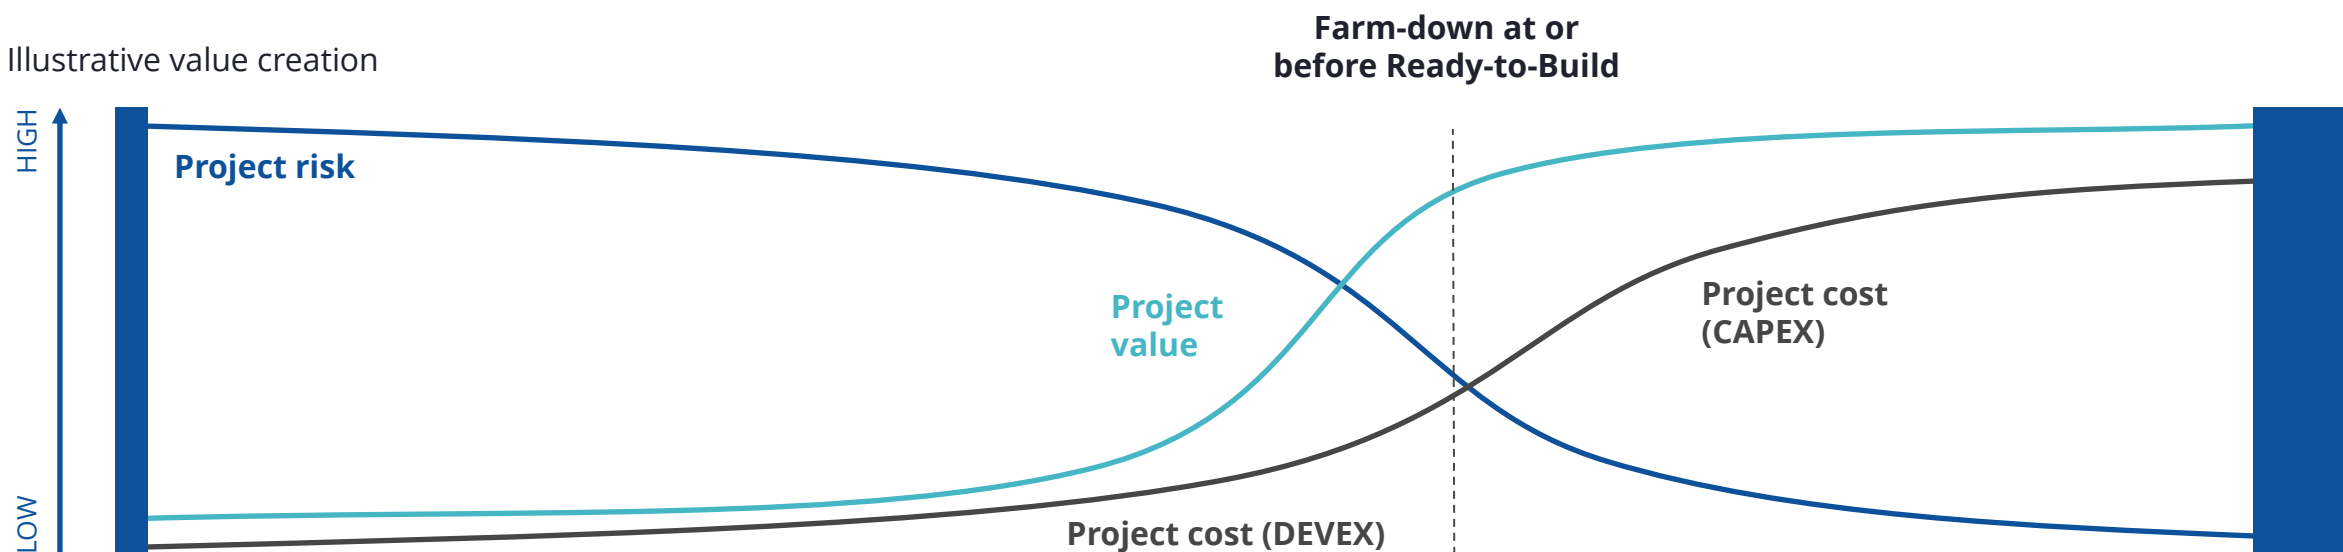 Farm-down at or
before Ready-to-Build
Illustrative value creation
HIGH
Project risk
Project
value
Project cost
(CAPEX)
LOW
Project cost (DEVEX)